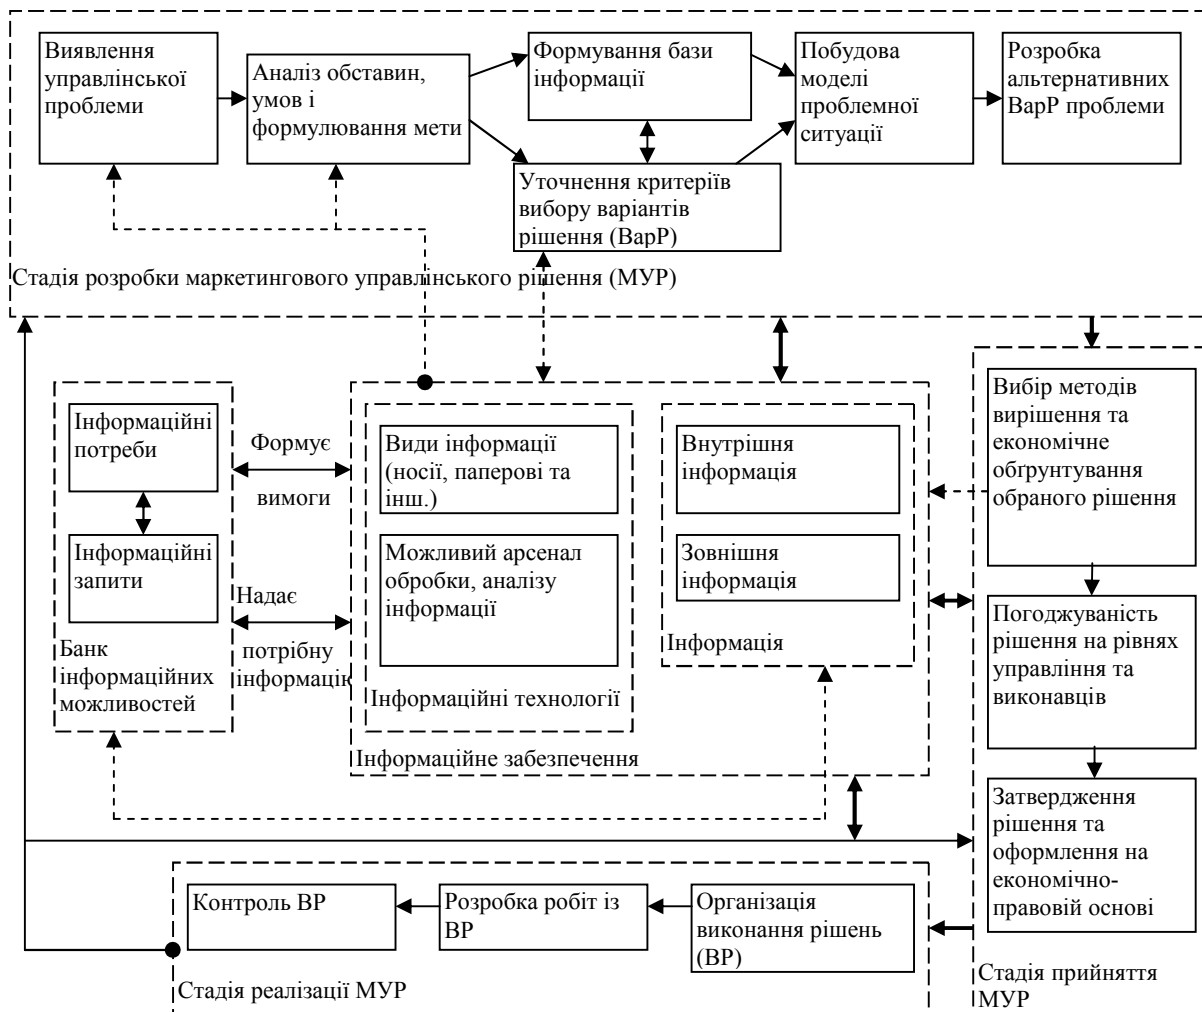 Виявлення
управлінської
проблеми
Аналіз обставин,
умов і
формулювання мети
Формування бази
інформації
Уточнення критеріїв
вибору варіантів
рішення (ВарР)
Побудова
моделі
проблемної
ситуації
Розробка
альтернативних
ВарР проблеми
Стадія розробки маркетингового управлінського рішення (МУР)
Інформаційні
потреби
Інформаційні
запити
Банк
інформаційних
можливостей
Формує
вимоги
Надає
потрібну
інформацію
Види інформації
(носії, паперові та
інш.)
Можливий арсенал
обробки, аналізу
інформації
Інформаційні технології
Внутрішня
інформація
Зовнішня
інформація
Інформація
Інформаційне забезпечення
Вибір методів
вирішення та
економічне
обґрунтування
обраного рішення
Погоджуваність
рішення на рівнях
управління та
виконавців
Затвердження
рішення та
оформлення на
економічно-
правовій основі
Стадія прийняття
МУР
Контроль ВР
Розробка робіт із
ВР
Організація
виконання рішень
(ВР)
Стадія реалізації МУР